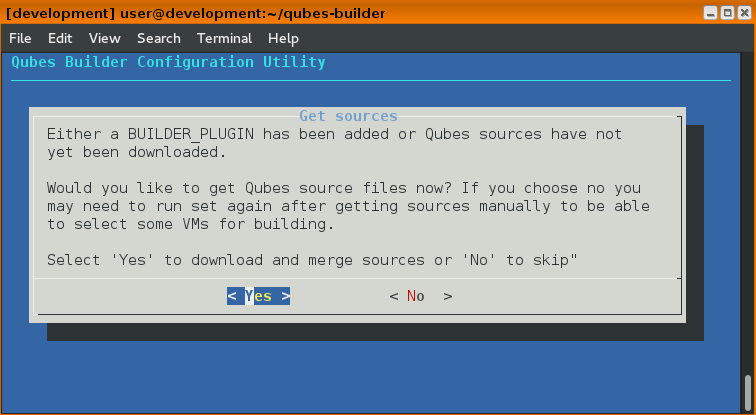 [development] user@development:~/qubes-builder
File Edit View Search Terminal Help
Qubes Builder Configuration Utility
Get sources
Either a BUILDER_PLUGIN has been added or Qubes sources have not
yet been downloaded.
Would you like to get Qubes source files now? If you choose no you
may need to run set again after getting sources manually to be able
to select some VMs for building.
Select 'Yes' to download and merge sources or 'No' to skip"
< Yes > < No >